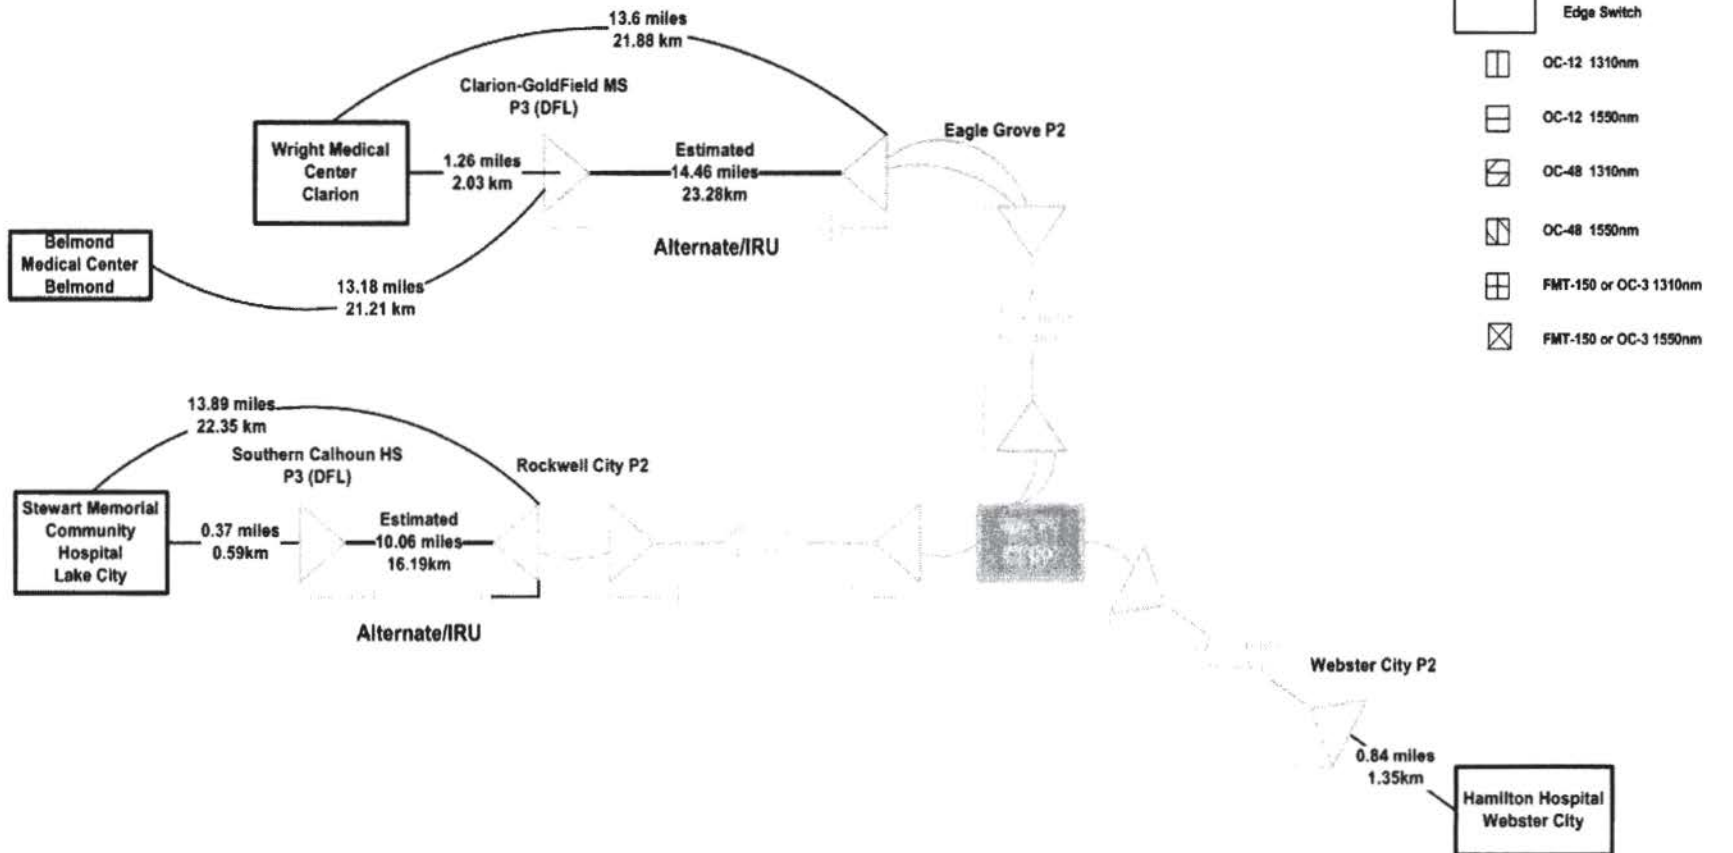 13.6 miles
21.88 km
Clarion-GoldField MS
P3 (DFL)
Wright Medical
Center
Clarion
1.26 miles
2.03 km
Estimated
14.46 miles
23.28km
Eagle Grove P2
Alternate/IRU
Belmond
Medical Center
Belmond
13.18 miles
21.21 km
13.89 miles
22.35 km
Southern Calhoun HS
P3 (DFL)
Rockwell City P2
Stewart Memorial
Community
Hospital
Lake City
0.37 miles
0.59km
Estimated
10.06 miles
16.19km
Alternate/IRU
Webster City P2
0.84 miles
1.35km
Hamilton Hospital
Webster City
Edge Switch
OC-12 1310nm
OC-12 1550nm
OC-48 1310nm
OC-48 1550nm
FMT-150 or OC-3 1310nm
FMT-150 or OC-3 1550nm